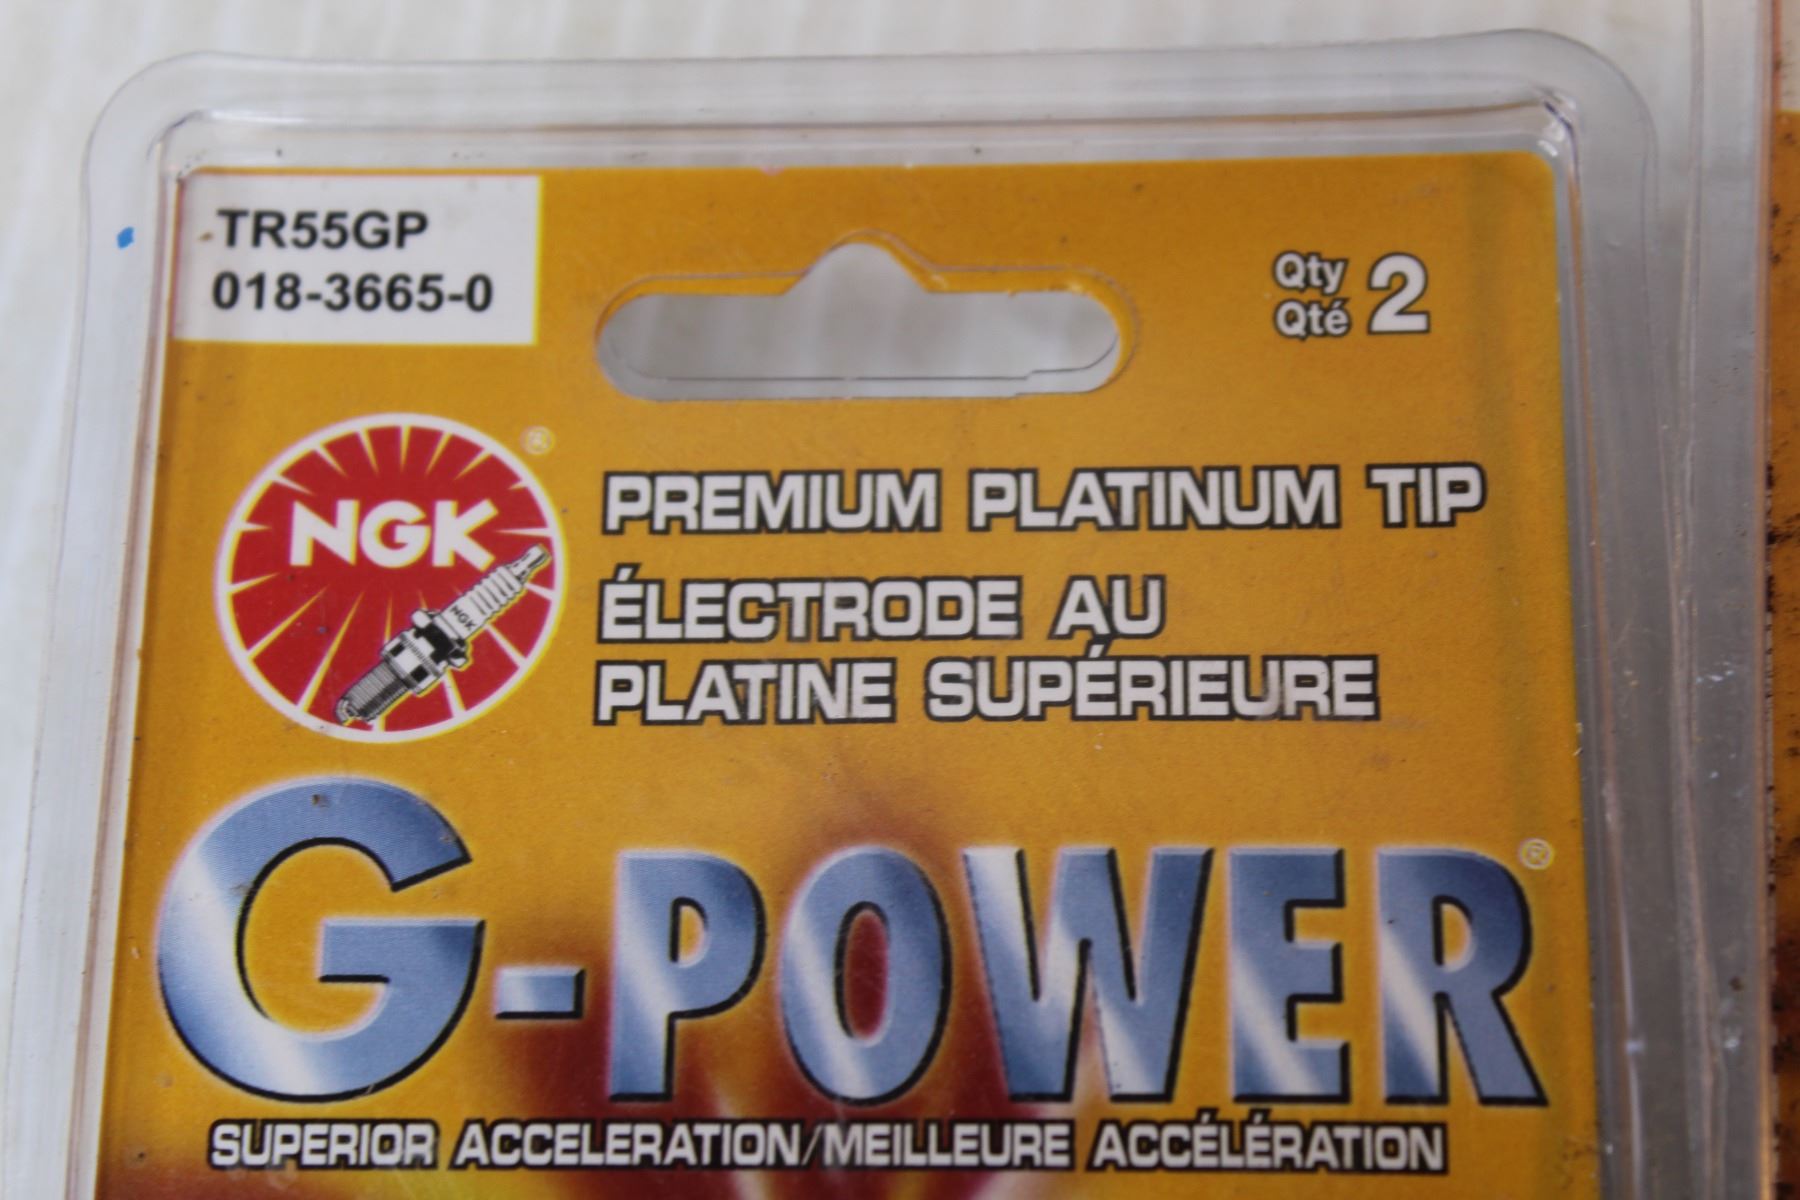 TR55GP
018-3665-0
Qty
Qté 2
NGK
®
NGK
PREMIUM PLATINUM TIP
ÉLECTRODE AU
PLATINE SUPÉRIEURE
G-POWER®
SUPERIOR ACCELERATION/MEILLEURE ACCÉLÉRATION